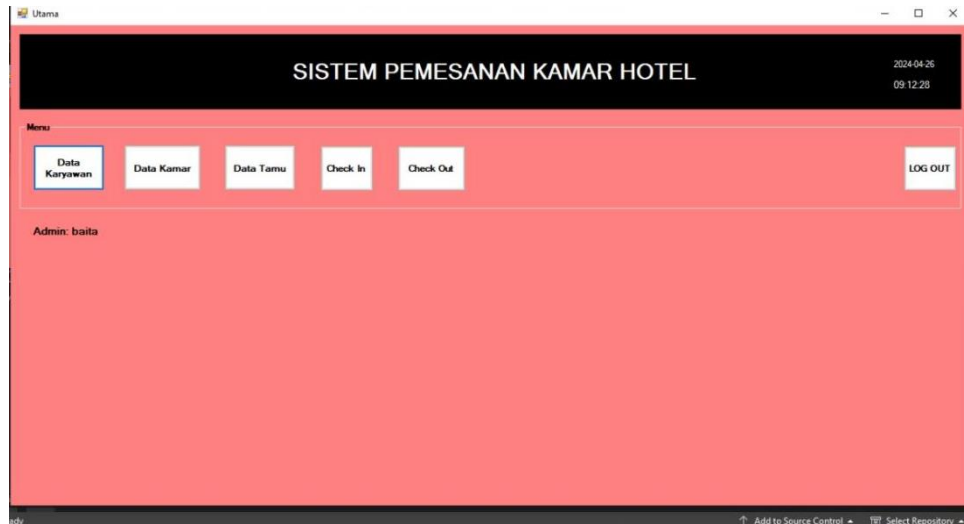 Utama
SISTEM PEMESANAN KAMAR HOTEL
2024-04-26
09:12:28
Menu
Data
Karyawan
Data Kamar
Data Tamu
Check In
Check Out
LOG OUT
Admin: baita
Add to Source Control
Select Repository